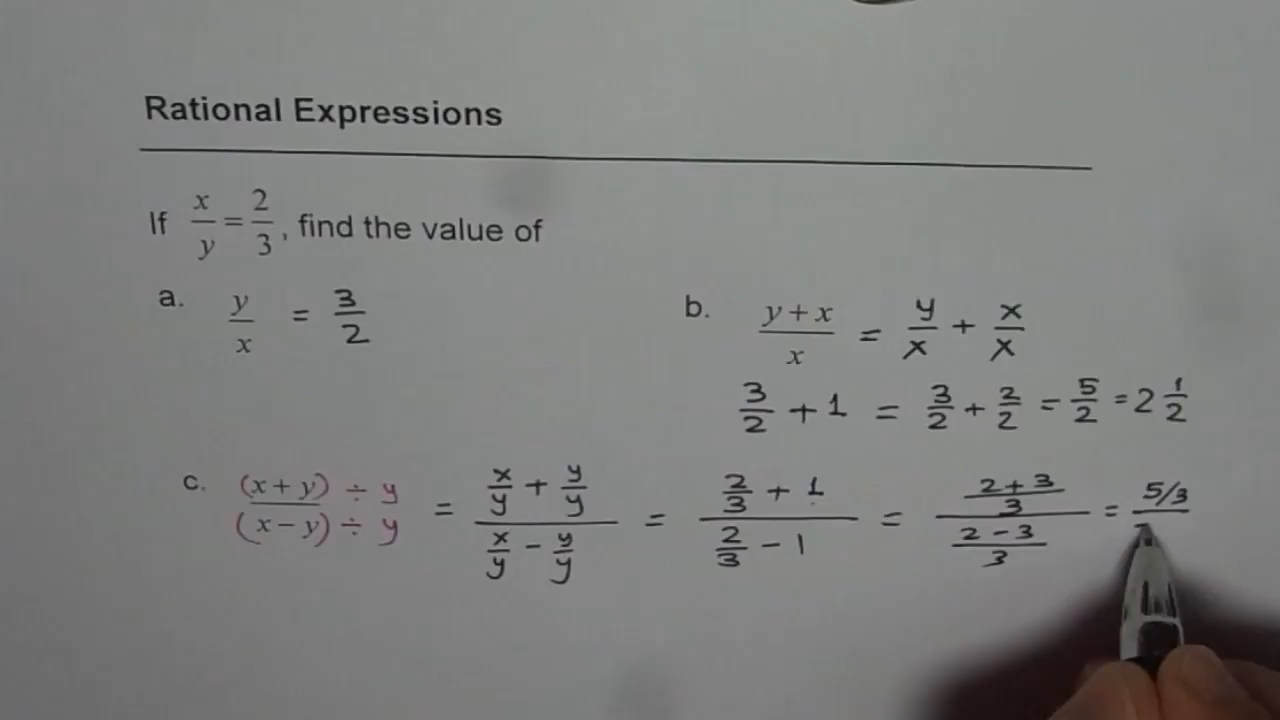 Rational Expressions
If x/y = 2/3, find the value of
a. y/x = 3/2
b. (y + x)/x = y/x + x/x
3/2 + 1 = 3/2 + 2/2 = 5/2 = 2 1/2
c. ((x + y) ÷ y)/((x − y) ÷ y) = (x/y + y/y)/(x/y − y/y) = (2/3 + 1)/(2/3 − 1) = ((2 + 3)/3)/((2 − 3)/3) = (5/3)/−